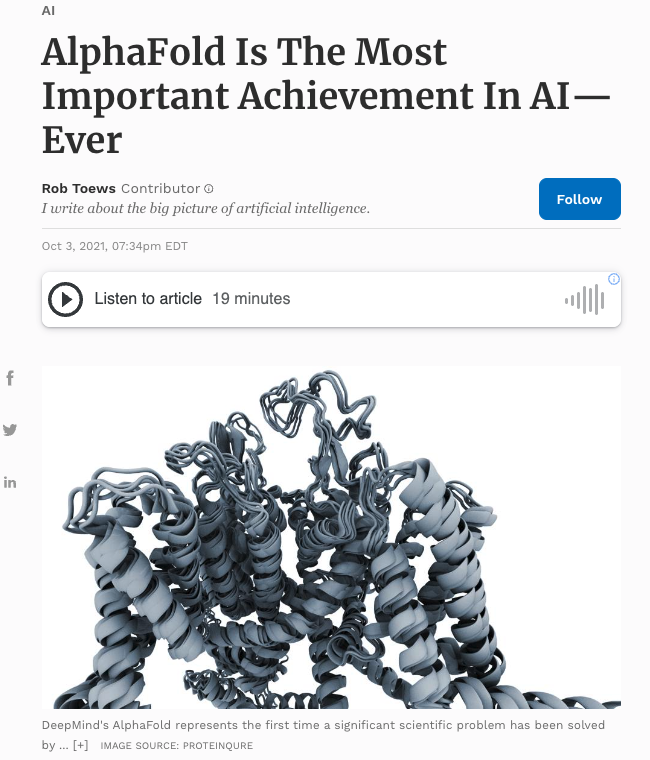 AI
AlphaFold Is The Most
Important Achievement In AI—
Ever
Rob Toews Contributor
I write about the big picture of artificial intelligence.
Follow
Oct 3, 2021, 07:34pm EDT
Listen to article 19 minutes
DeepMind's AlphaFold represents the first time a significant scientific problem has been solved
by ... [+] IMAGE SOURCE: PROTEINQURE